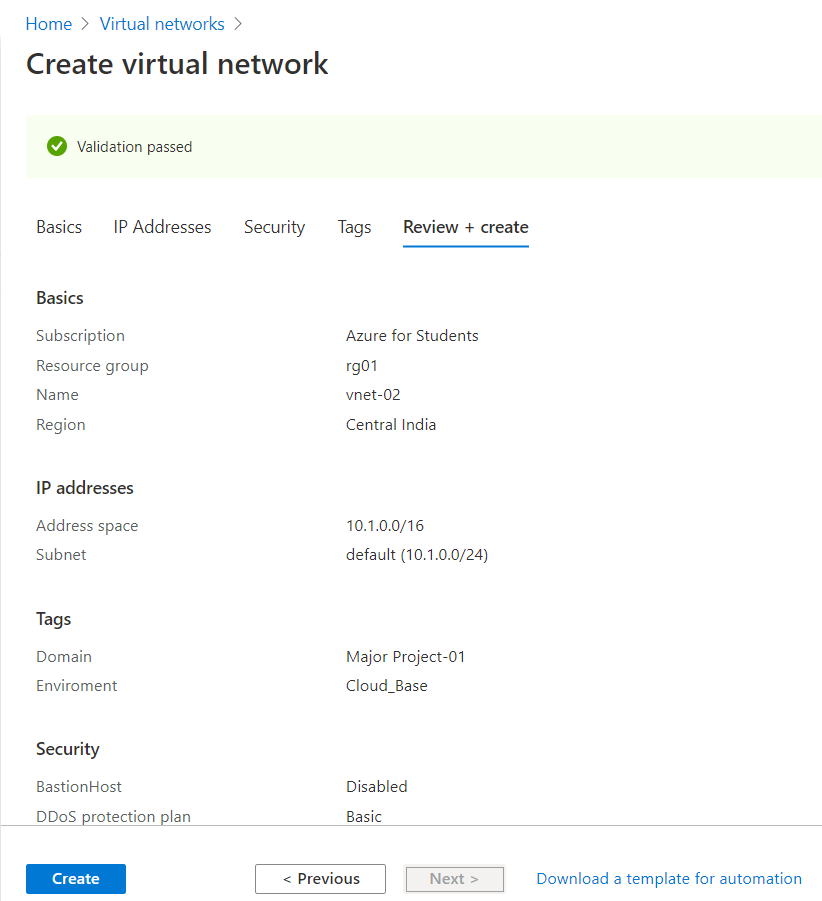 Home > Virtual networks >
Create virtual network
Validation passed
Basics IP Addresses Security Tags Review + create
Basics
Subscription Azure for Students
Resource group rg01
Name vnet-02
Region Central India
IP addresses
Address space 10.1.0.0/16
Subnet default (10.1.0.0/24)
Tags
Domain Major Project-01
Enviroment Cloud_Base
Security
BastionHost Disabled
DDoS protection plan Basic
Create < Previous Next > Download a template for automation